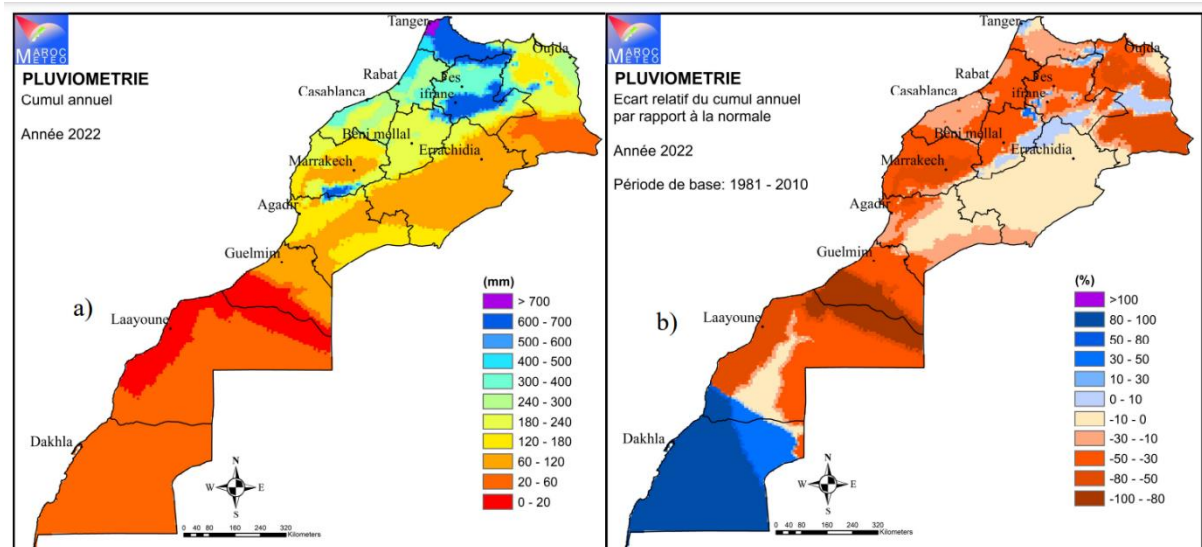 MAROC
METEO
PLUVIOMETRIE
Cumul annuel
Année 2022
Tanger
Oujda
Rabat
Fes
Casablanca
ifrane
Beni mellal
Errachidia
Marrakech
Agadir
Guelmim
Laayoune
Dakhla
a)
(mm)
> 700
600 - 700
500 - 600
400 - 500
300 - 400
240 - 300
180 - 240
120 - 180
60 - 120
20 - 60
0 - 20
N
W E
S
0 40 80 160 240 320
Kilometers
MAROC
METEO
PLUVIOMETRIE
Ecart relatif du cumul annuel
par rapport à la normale
Année 2022
Période de base: 1981 - 2010
Tanger
Oujda
Rabat
Fes
Casablanca
ifrane
Beni mellal
Errachidia
Marrakech
Agadir
Guelmim
Laayoune
Dakhla
b)
(%)
>100
80 - 100
50 - 80
30 - 50
10 - 30
0 - 10
-10 - 0
-30 - -10
-50 - -30
-80 - -50
-100 - -80
N
W E
S
0 40 80 160 240 320
Kilometers